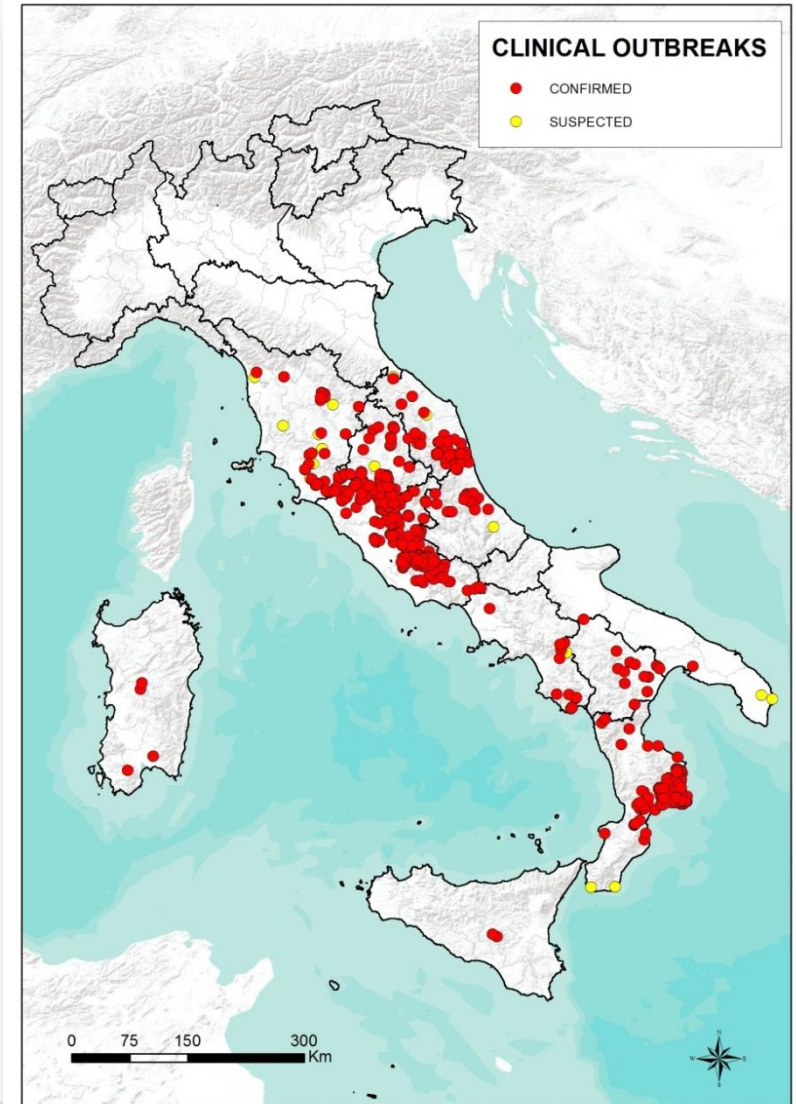 CLINICAL OUTBREAKS
CONFIRMED
SUSPECTED
0 75 150 300
Km
N
W E
S